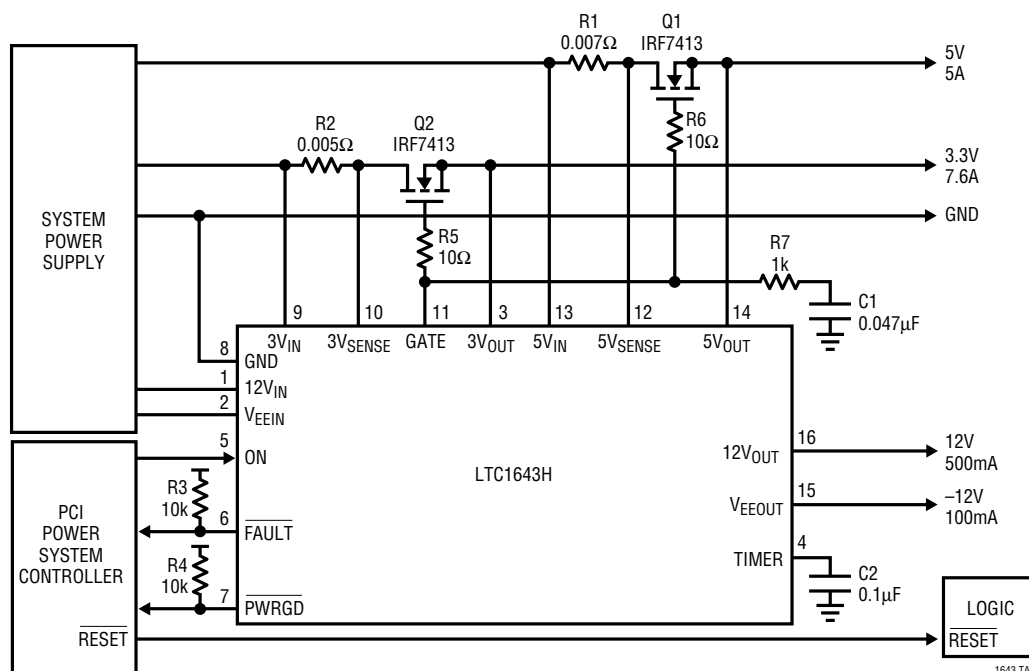 R1
0.007Ω
Q1
IRF7413
5V
5A
R6
10Ω
R2
0.005Ω
Q2
IRF7413
3.3V
7.6A
SYSTEM
POWER
SUPPLY
GND
R5
10Ω
R7
1k
C1
0.047µF
9
10
11
3
13
12
14
3VIN
3VSENSE
GATE
3VOUT
5VIN
5VSENSE
5VOUT
8
GND
1
12VIN
2
VEEIN
5
ON
LTC1643H
16
12VOUT
12V
500mA
15
VEEOUT
–12V
100mA
R3
10k
6
FAULT
PCI
POWER
SYSTEM
CONTROLLER
R4
10k
7
PWRGD
4
TIMER
C2
0.1µF
RESET
LOGIC
RESET
1643 TA